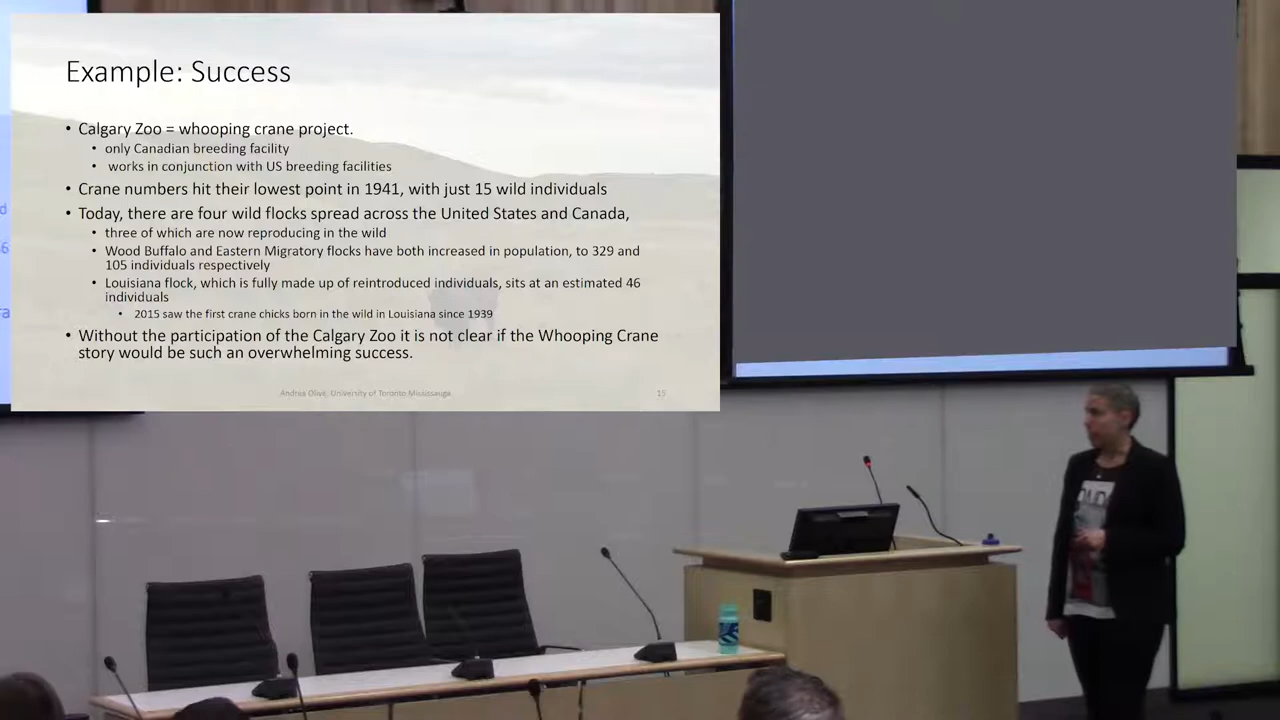 Example: Success
• Calgary Zoo = whooping crane project.
• only Canadian breeding facility
• works in conjunction with US breeding facilities
• Crane numbers hit their lowest point in 1941, with just 15 wild individuals
• Today, there are four wild flocks spread across the United States and Canada,
• three of which are now reproducing in the wild
• Wood Buffalo and Eastern Migratory flocks have both increased in population, to 329 and
105 individuals respectively
• Louisiana flock, which is fully made up of reintroduced individuals, sits at an estimated 46
individuals
• 2015 saw the first crane chicks born in the wild in Louisiana since 1939
• Without the participation of the Calgary Zoo it is not clear if the Whooping Crane
story would be such an overwhelming success.
Andrea Olive, University of Toronto Mississauga
15